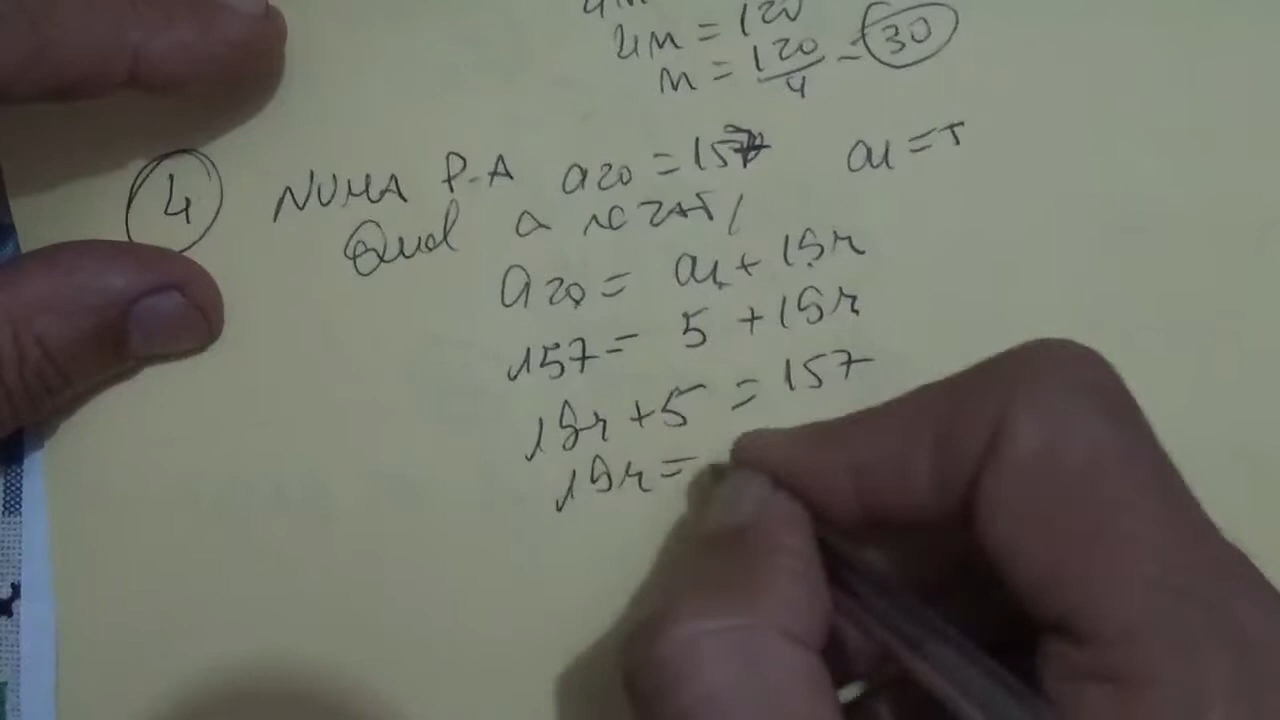 4m = 120
m = 120/4 = 30
4 NUMA P.A a20 = 157 a1 = 5
Qual a razão/
a20 = a1 + 19r
157 = 5 + 19r
19r + 5 = 157
19r =